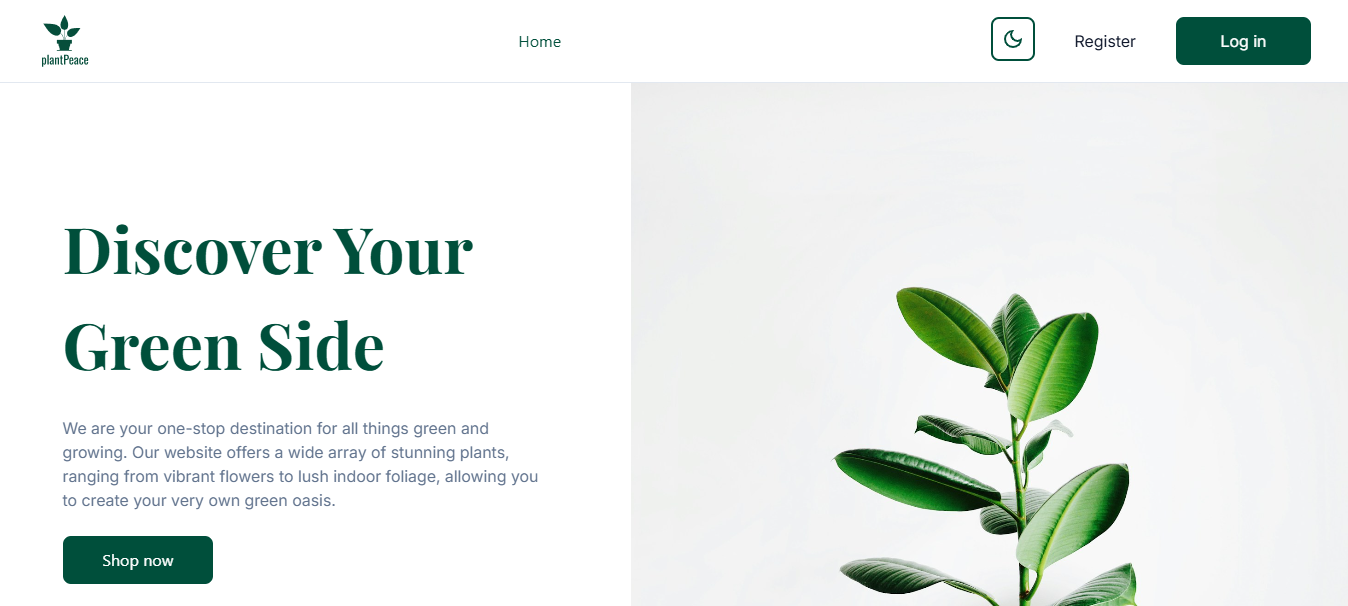 plantPeace
Home
Register
Log in
Discover Your
Green Side
We are your one-stop destination for all things green and
growing. Our website offers a wide array of stunning plants,
ranging from vibrant flowers to lush indoor foliage, allowing you
to create your very own green oasis.
Shop now